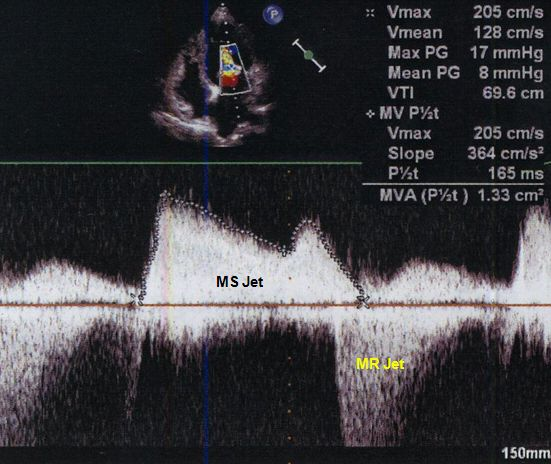 P
Vmax 205 cm/s
Vmean 128 cm/s
Max PG 17 mmHg
Mean PG 8 mmHg
VTI 69.6 cm
MV P½t
Vmax 205 cm/s
Slope 364 cm/s²
P½t 165 ms
MVA (P½t ) 1.33 cm²
MS Jet
MR Jet
150mm